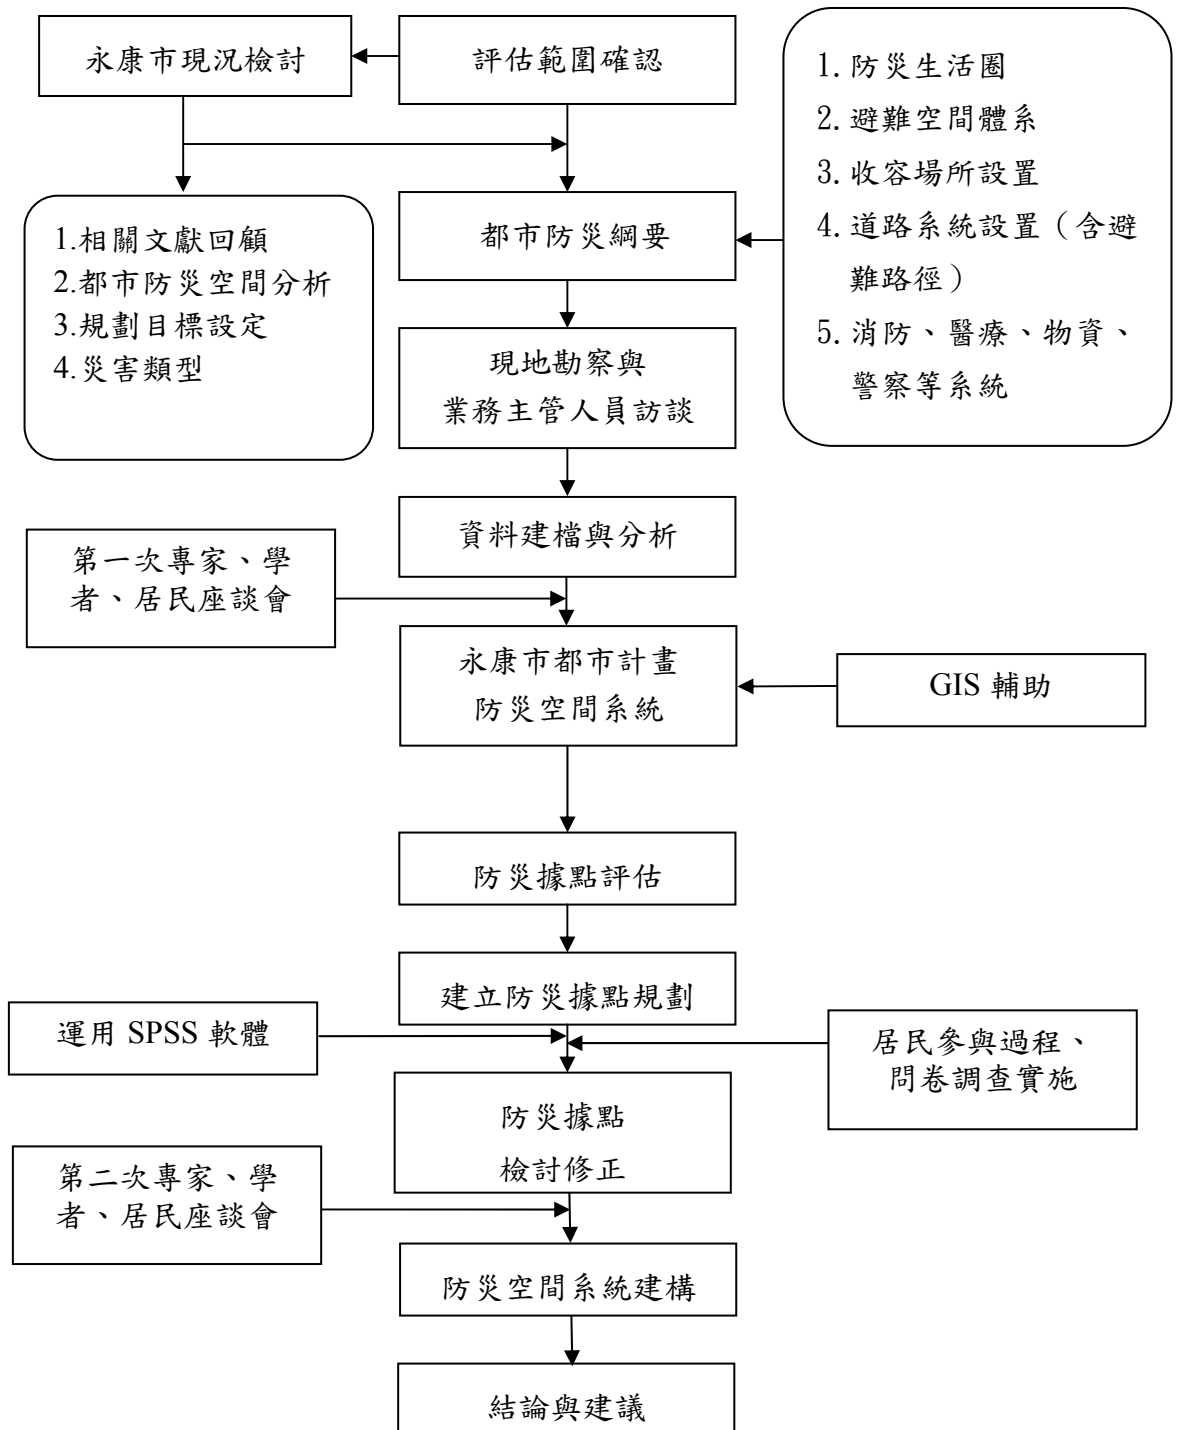 永康市現況檢討
評估範圍確認
1. 防災生活圈
2. 避難空間體系
3. 收容場所設置
4. 道路系統設置（含避
難路徑）
5. 消防、醫療、物資、
警察等系統
1.相關文獻回顧
2.都市防災空間分析
3.規劃目標設定
4.災害類型
都市防災綱要
現地勘察與
業務主管人員訪談
資料建檔與分析
第一次專家、學
者、居民座談會
永康市都市計畫
防災空間系統
GIS 輔助
防災據點評估
建立防災據點規劃
運用 SPSS 軟體
居民參與過程、
問卷調查實施
防災據點
檢討修正
第二次專家、學
者、居民座談會
防災空間系統建構
結論與建議